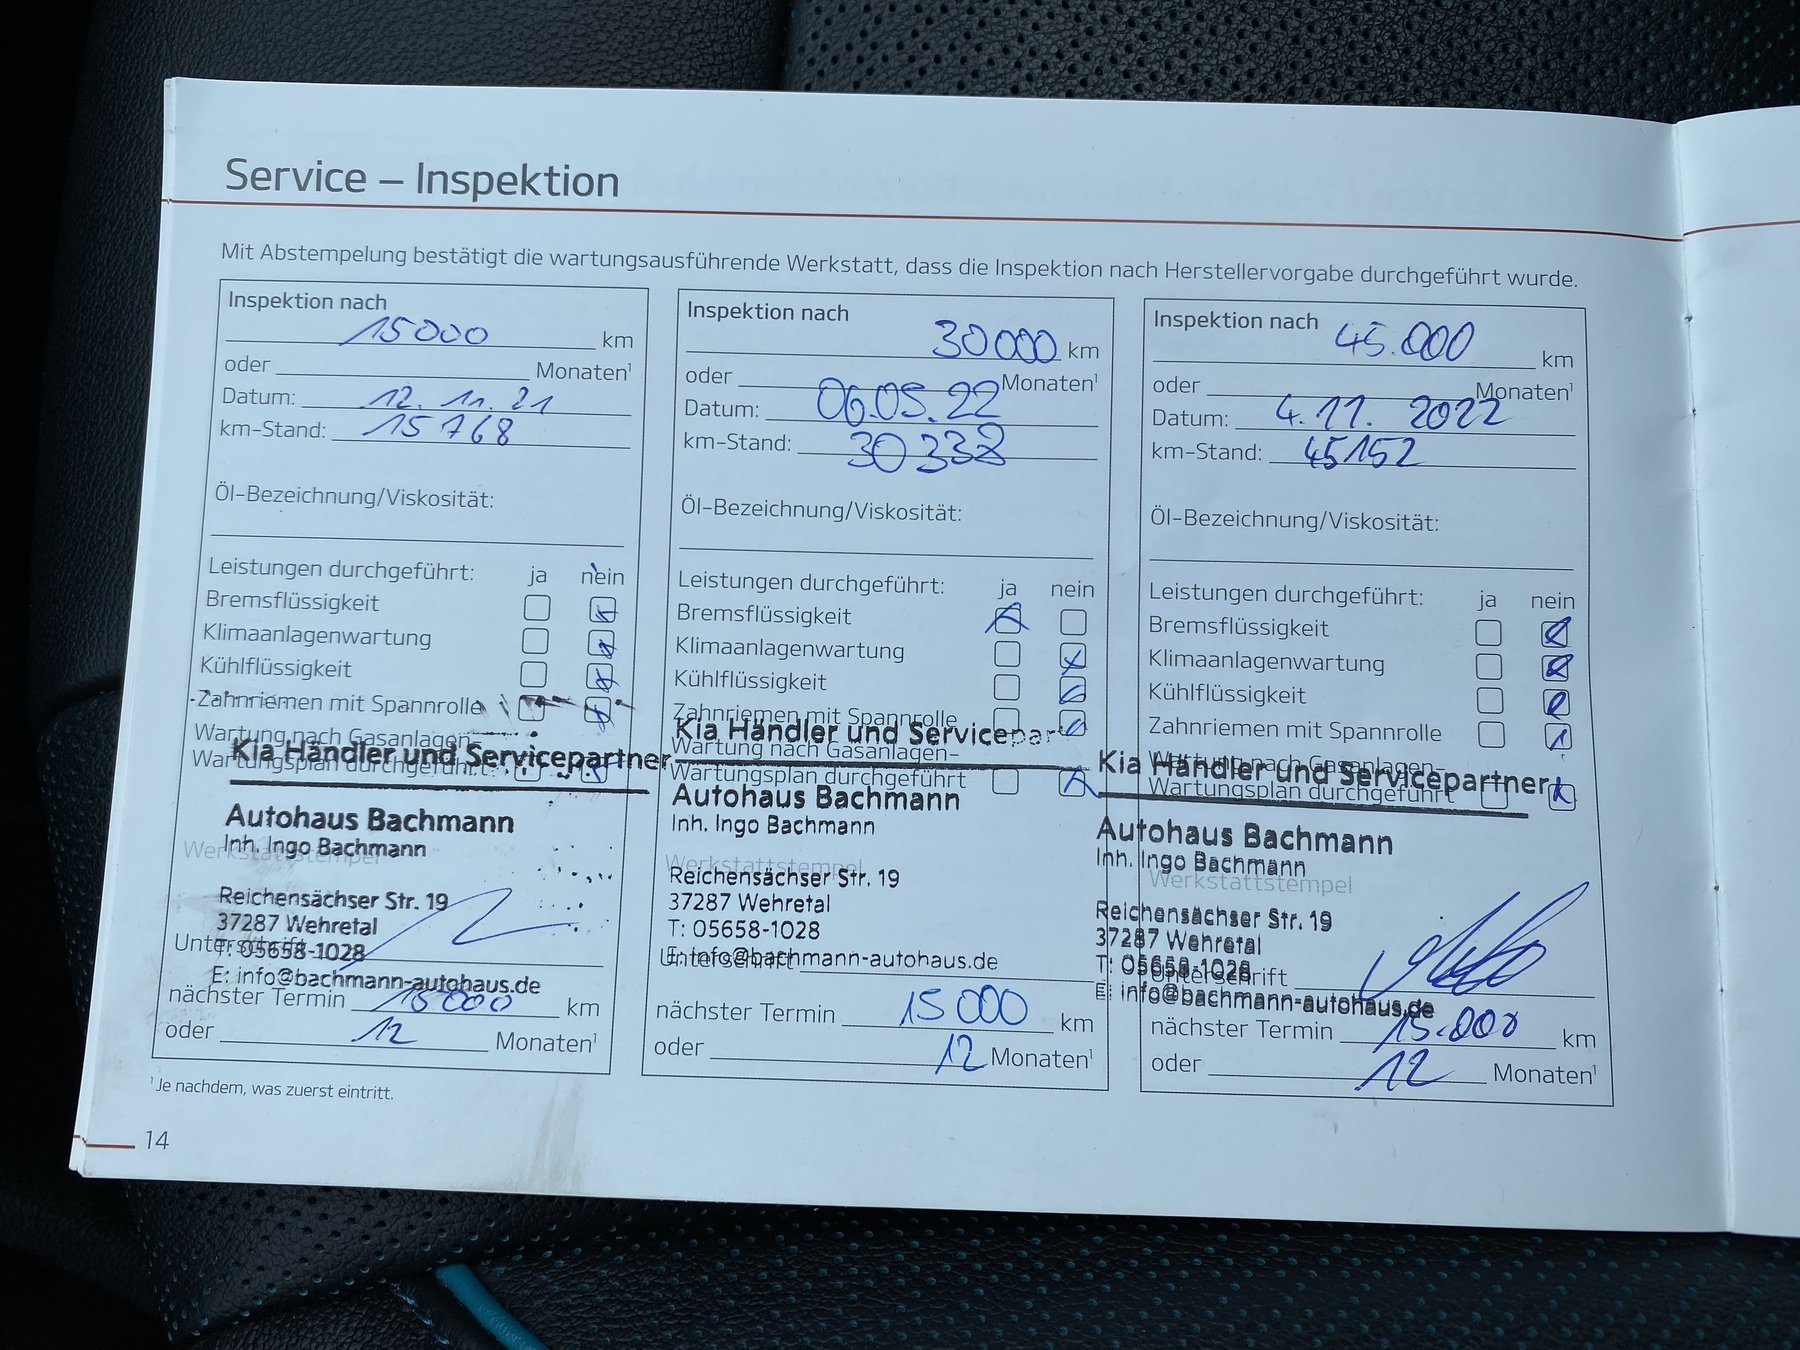 Service – Inspektion
Mit Abstempelung bestätigt die wartungsausführende Werkstatt, dass die Inspektion nach Herstellervorgabe durchgeführt wurde.
Inspektion nach
15000 km
oder Monaten¹
Datum: 12. 11. 21
km-Stand: 15768
Öl-Bezeichnung/Viskosität:
Leistungen durchgeführt: ja nein
Bremsflüssigkeit
Klimaanlagenwartung
Kühlflüssigkeit
Zahnriemen mit Spannrolle
Wartung nach Gasanlagen-
Wartungsplan durchgeführt
Kia Händler und Servicepartner
Autohaus Bachmann
Inh. Ingo Bachmann
Werkstattstempel
Reichensächser Str. 19
37287 Wehretal
Unterschrift
T: 05658-1028
E: info@bachmann-autohaus.de
nächster Termin 15000 km
oder 12 Monaten¹
Inspektion nach
30000 km
oder Monaten¹
Datum: 06.05.22
km-Stand: 30338
Öl-Bezeichnung/Viskosität:
Leistungen durchgeführt: ja nein
Bremsflüssigkeit
Klimaanlagenwartung
Kühlflüssigkeit
Zahnriemen mit Spannrolle
Kia Händler und Servicepar
Wartung nach Gasanlagen-
Wartungsplan durchgeführt
Autohaus Bachmann
Inh. Ingo Bachmann
Werkstattstempel
Reichensächser Str. 19
37287 Wehretal
T: 05658-1028
Unterschrift
E: info@bachmann-autohaus.de
nächster Termin 15000 km
oder 12 Monaten¹
Inspektion nach
45.000 km
oder Monaten¹
Datum: 4.11. 2022
km-Stand: 45152
Öl-Bezeichnung/Viskosität:
Leistungen durchgeführt: ja nein
Bremsflüssigkeit
Klimaanlagenwartung
Kühlflüssigkeit
Zahnriemen mit Spannrolle
Wartung nach Gasanlagen-
Kia Händler und Servicepartner
Wartungsplan durchgeführt
Autohaus Bachmann
Inh. Ingo Bachmann
Werkstattstempel
Reichensächser Str. 19
37287 Wehretal
T: 05658-1028
Unterschrift
E: info@bachmann-autohaus.de
nächster Termin 15.000 km
oder 12 Monaten¹
¹ Je nachdem, was zuerst eintritt.
14